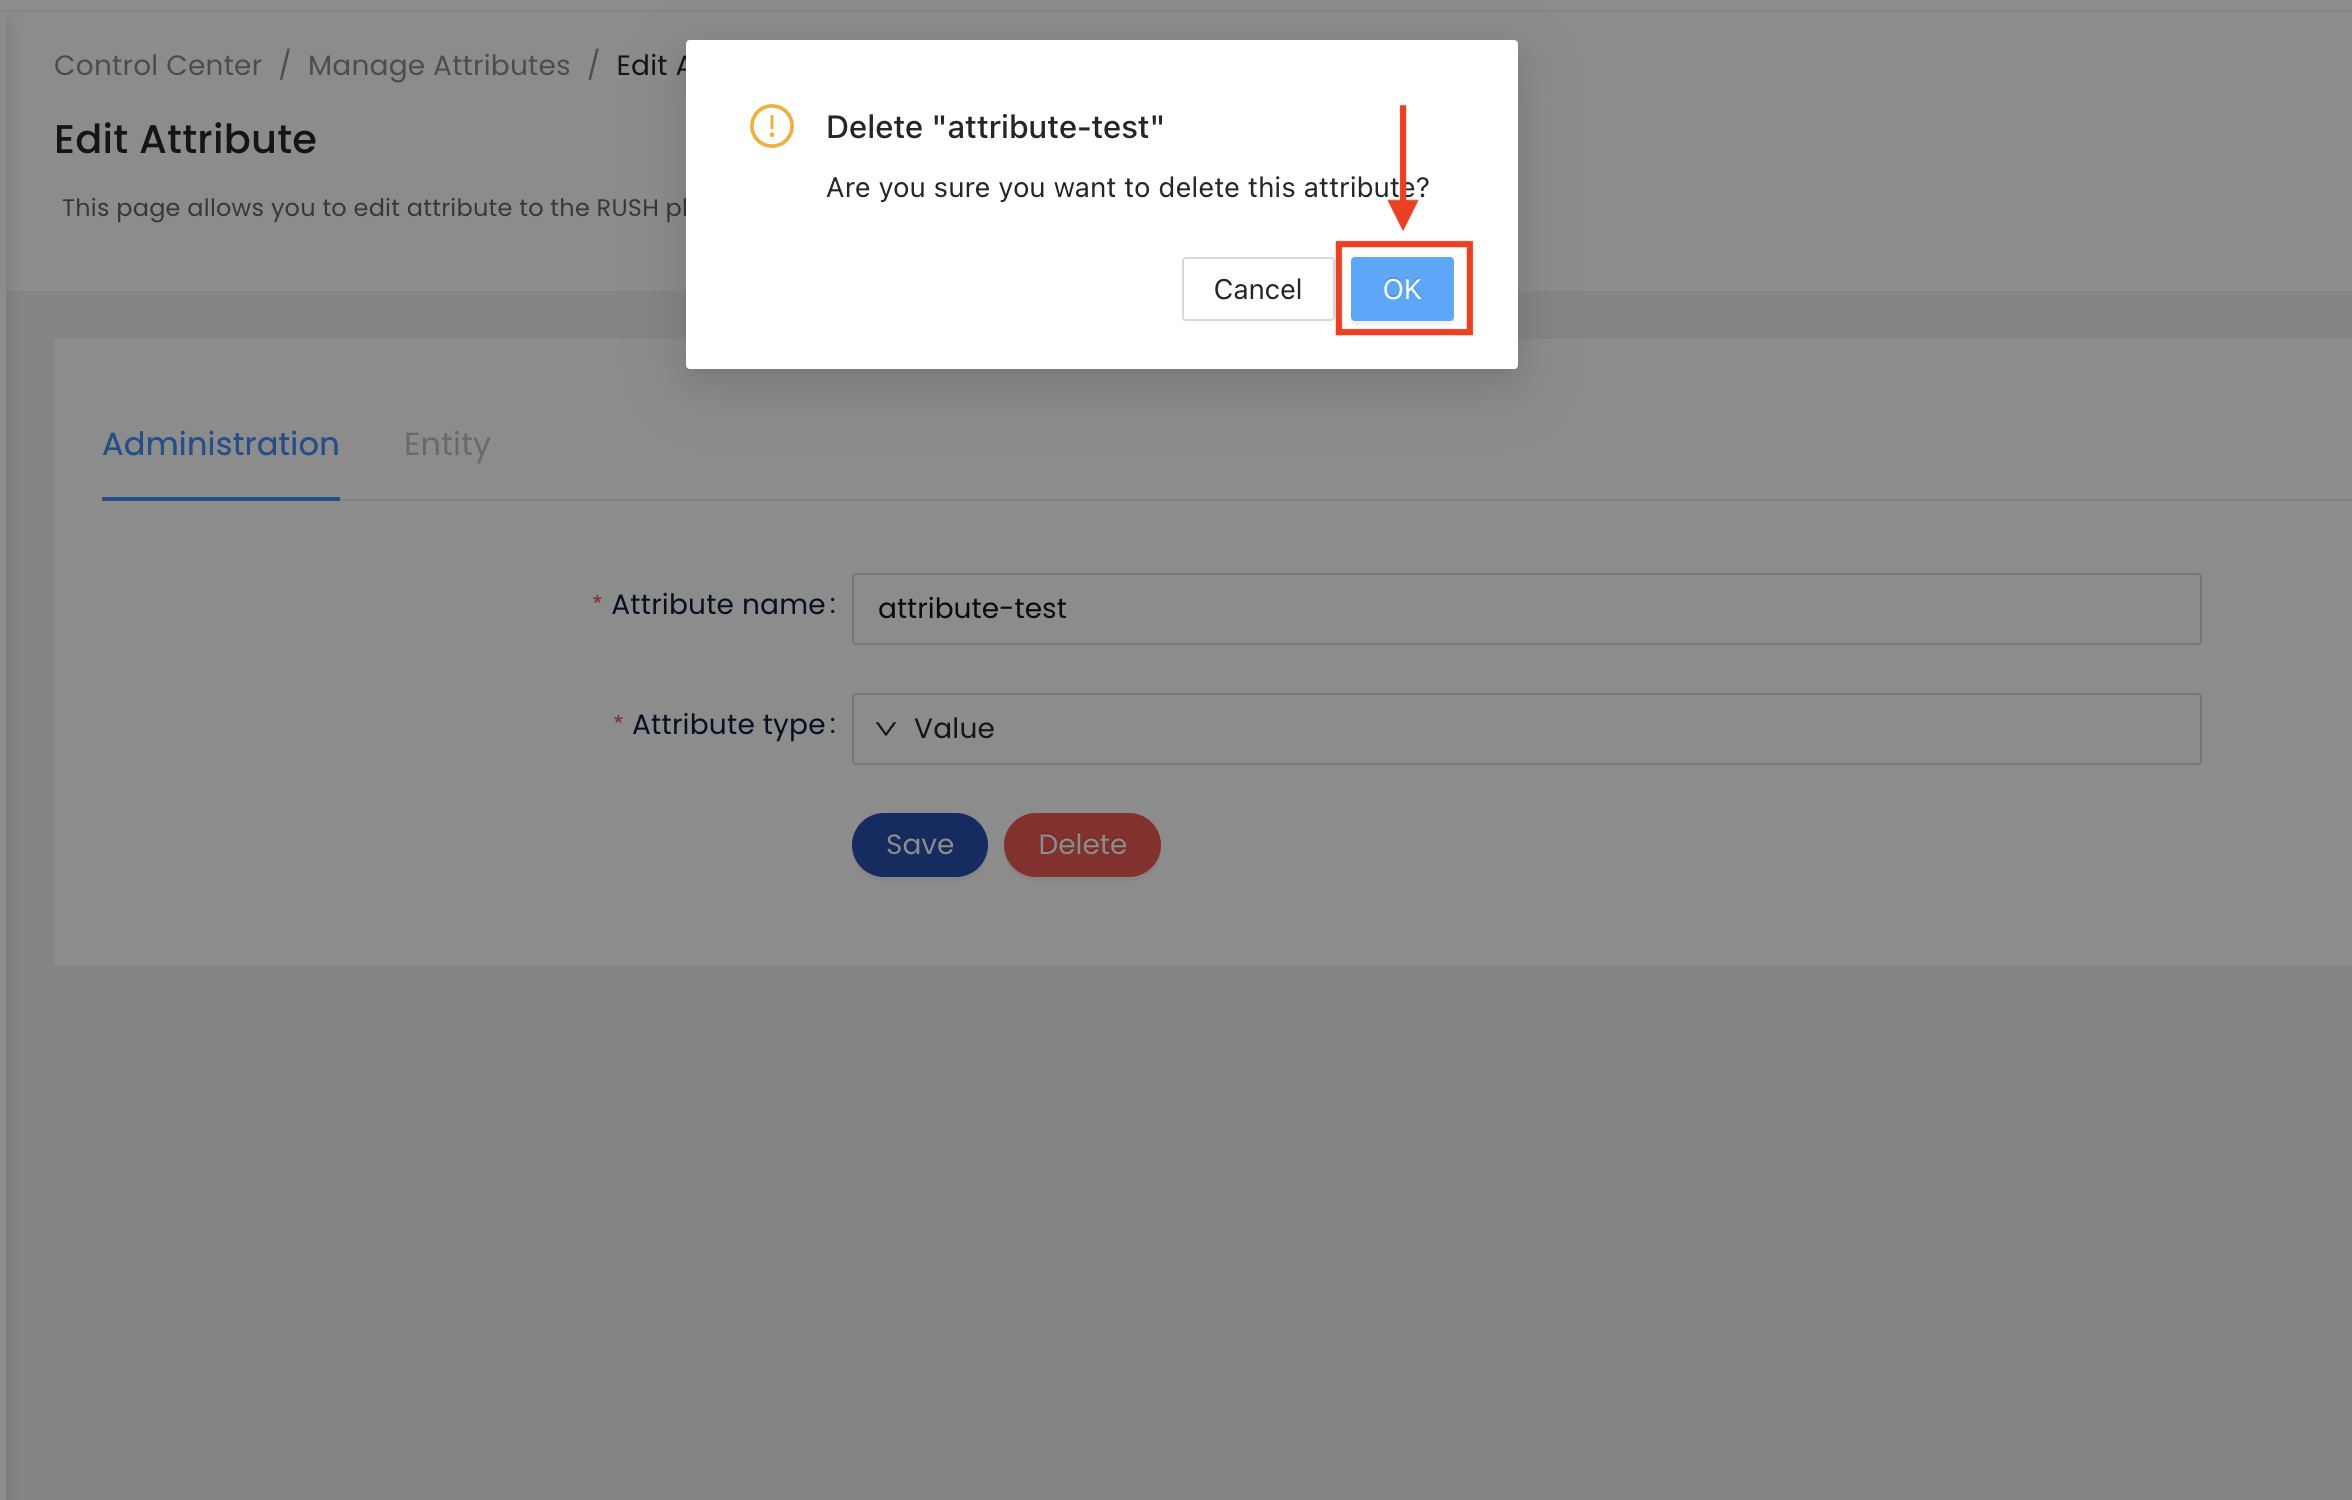 Control Center / Manage Attributes / Edit A
Edit Attribute
This page allows you to edit attribute to the RUSH pl
Delete "attribute-test"
Are you sure you want to delete this attribute?
Cancel
OK
Administration
Entity
* Attribute name:
attribute-test
* Attribute type:
Value
Save
Delete